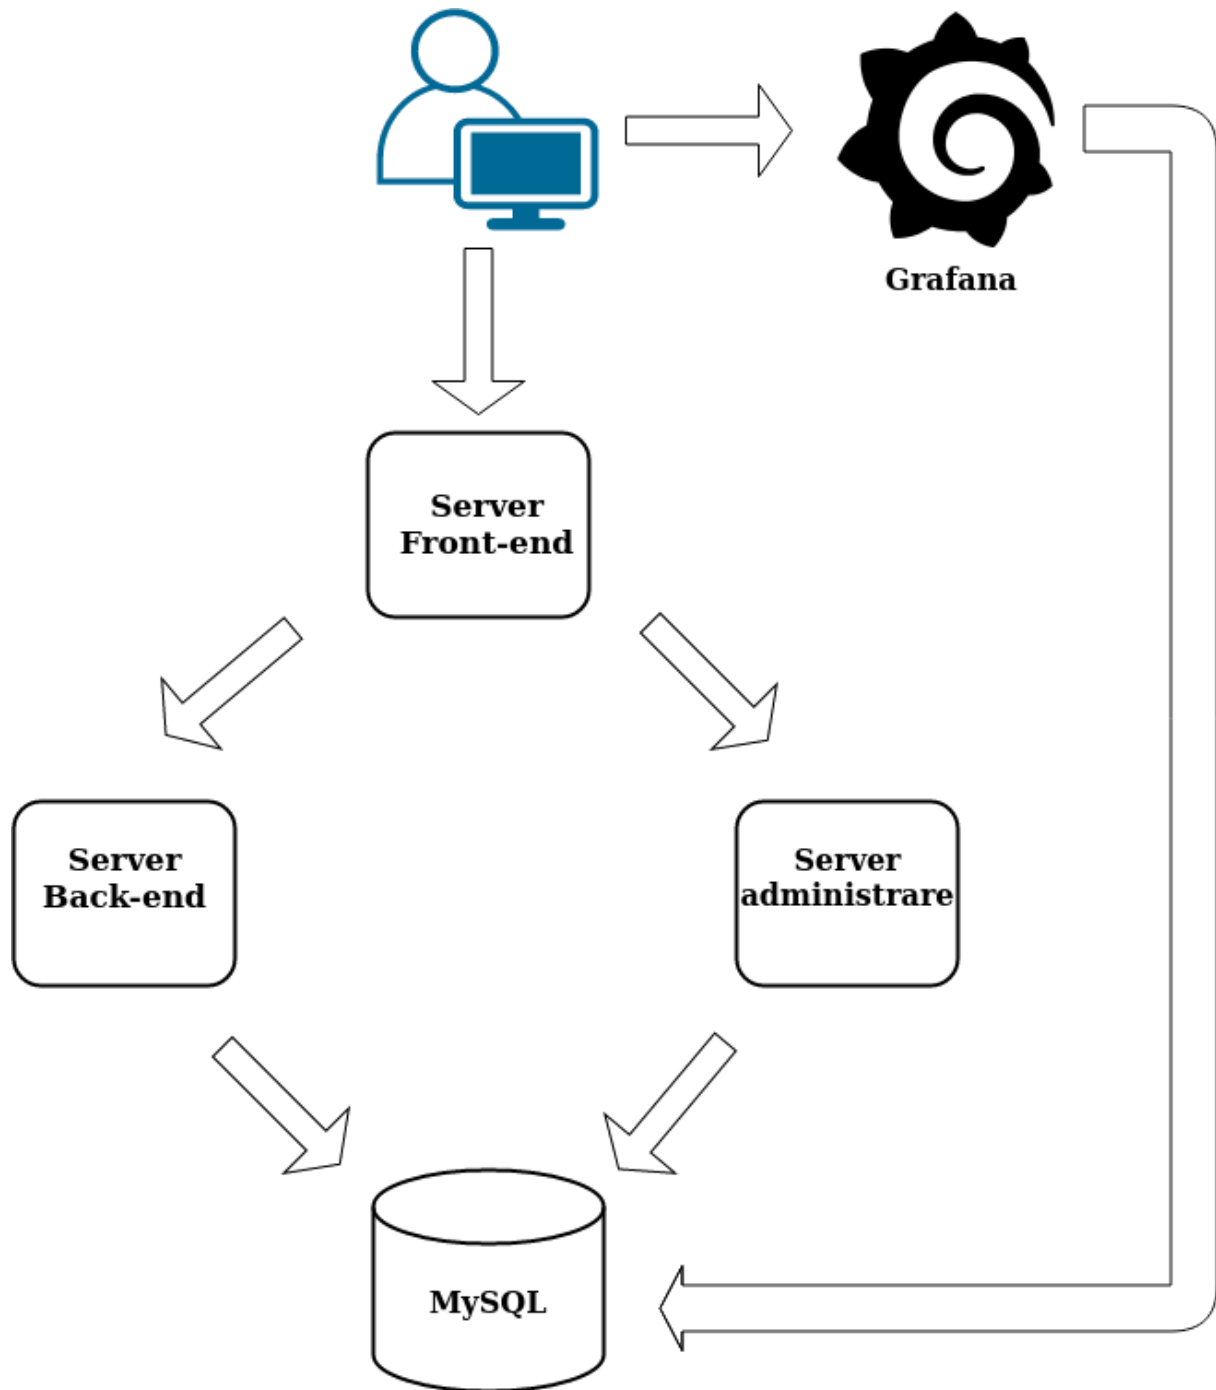 Grafana
Server
Front-end
Server
Back-end
Server
administrare
MySQL